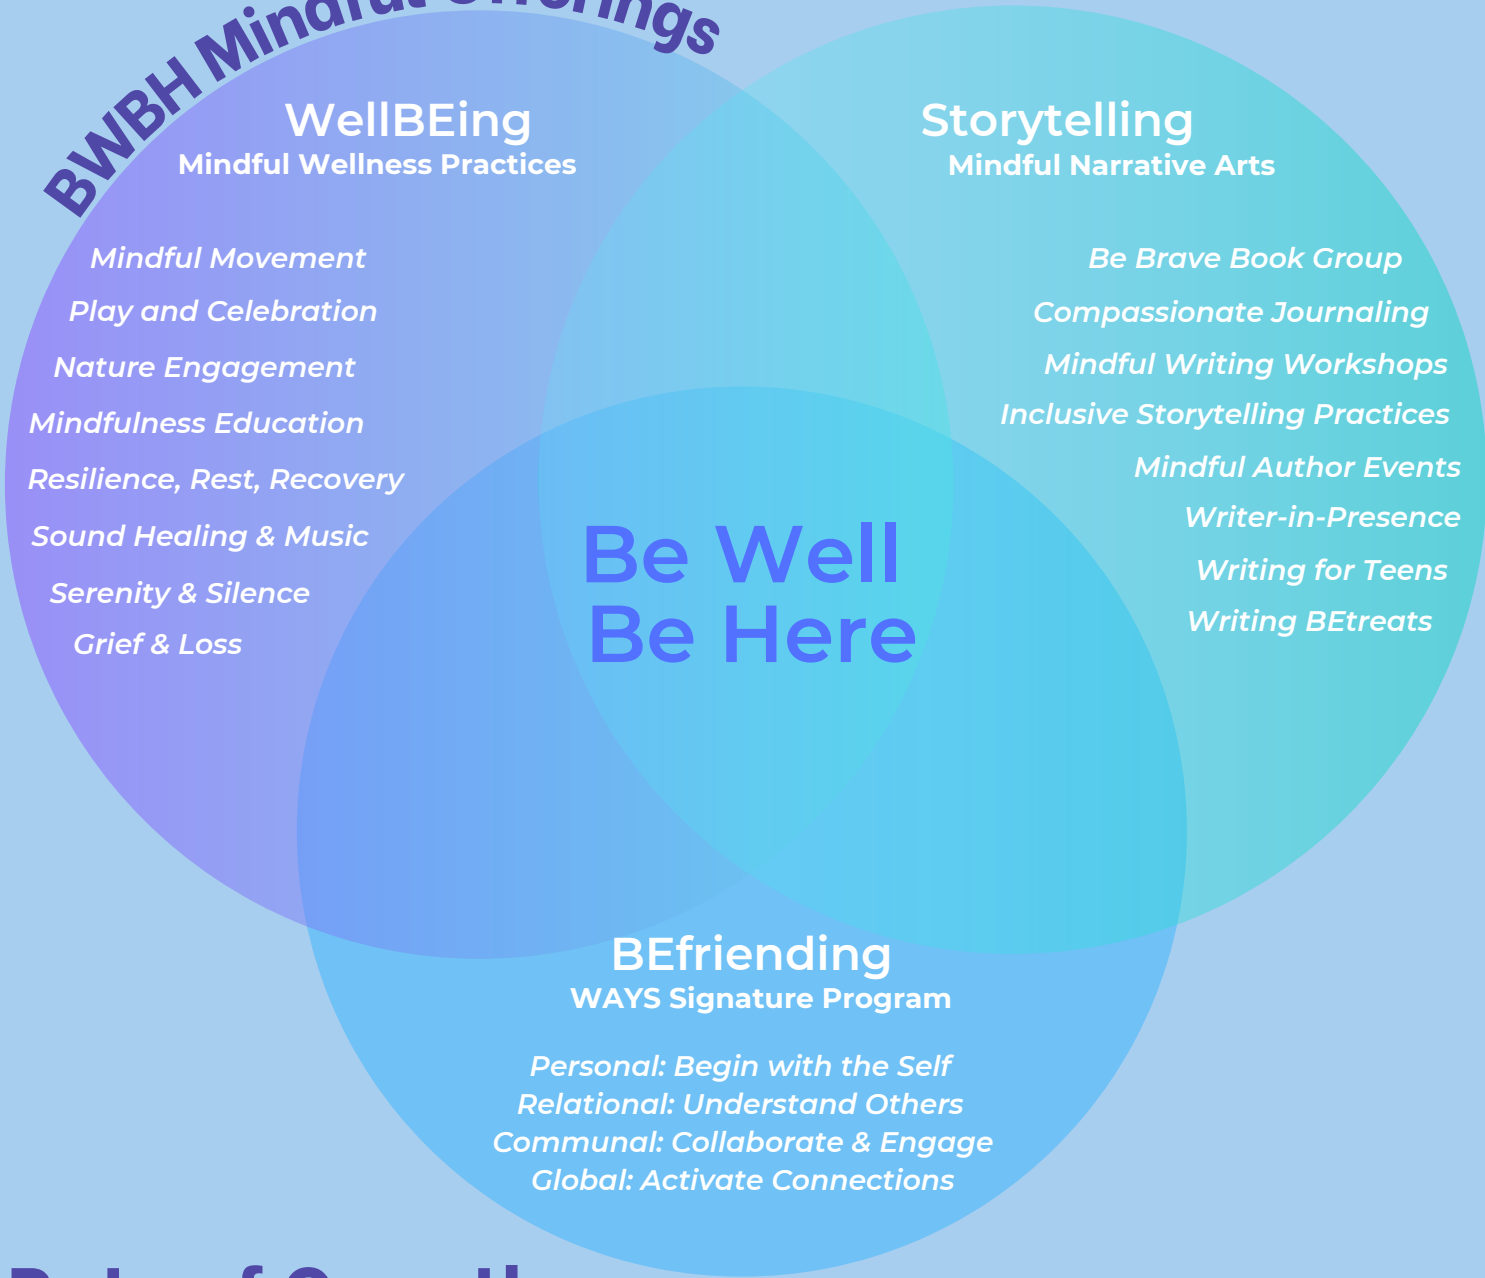 BWBH Mindful Offerings
WellBEing
Mindful Wellness Practices
Mindful Movement
Play and Celebration
Nature Engagement
Mindfulness Education
Resilience, Rest, Recovery
Sound Healing & Music
Serenity & Silence
Grief & Loss
Storytelling
Mindful Narrative Arts
Be Brave Book Group
Compassionate Journaling
Mindful Writing Workshops
Inclusive Storytelling Practices
Mindful Author Events
Writer-in-Presence
Writing for Teens
Writing BEtreats
Be Well
Be Here
BEfriending
WAYS Signature Program
Personal: Begin with the Self
Relational: Understand Others
Communal: Collaborate & Engage
Global: Activate Connections